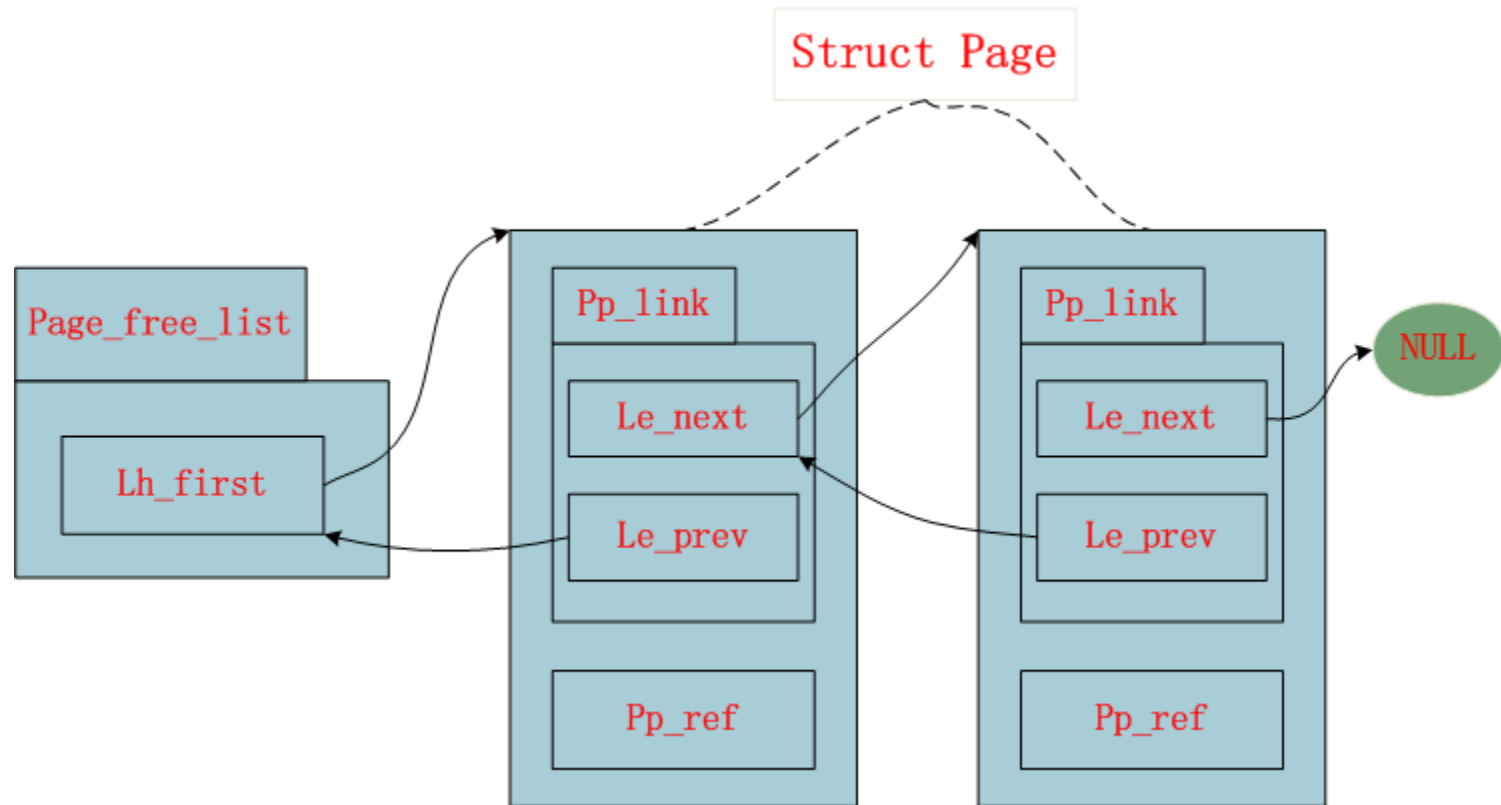 Struct Page
Page_free_list
Lh_first
Pp_link
Le_next
Le_prev
Pp_ref
Pp_link
Le_next
Le_prev
Pp_ref
NULL